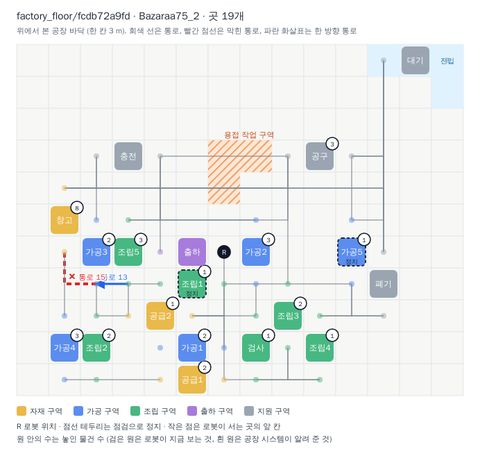 factory_floor/fcdb72a9fd · Bazaraa75_2 · 곳 19개
위에서 본 공장 바닥 (한 칸 3 m). 회색 선은 통로, 빨간 점선은 막힌 통로, 파란 화살표는 한 방향 통로
대기
진입
용접 작업 구역
충전
공구
3
창고
8
가공3
2
조립5
3
출하
R
가공2
3
가공5
1
정지
✕ 통로 15
통로 13
조립1
1
정지
폐기
공급2
1
조립3
2
가공4
3
조립2
2
가공1
2
검사
1
조립4
1
공급1
2
자재 구역
가공 구역
조립 구역
출하 구역
지원 구역
R 로봇 위치 · 점선 테두리는 점검으로 정지 · 작은 점은 로봇이 서는 곳의 앞 칸
원 안의 수는 놓인 물건 수 (검은 원은 로봇이 지금 보는 것, 흰 원은 공장 시스템이 알려 준 것)